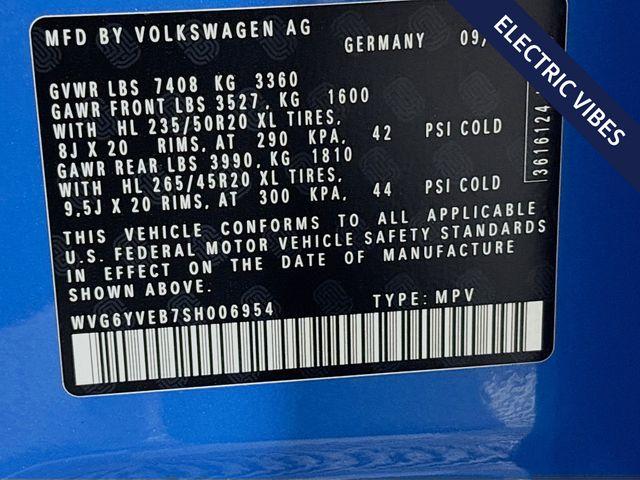 MFD BY VOLKSWAGEN AG GERMANY 09/
GVWR LBS 7408 KG 3360
GAWR FRONT LBS 3527, KG 1600
WITH HL 235/50R20 XL TIRES,
8J X 20 RIMS, AT 290 KPA, 42 PSI COLD
GAWR REAR LBS 3990, KG 1810
WITH HL 265/45R20 XL TIRES,
9,5J X 20 RIMS, AT 300 KPA, 44 PSI COLD
THIS VEHICLE CONFORMS TO ALL APPLICABLE
U.S. FEDERAL MOTOR VEHICLE SAFETY STANDARDS
IN EFFECT ON THE DATE OF MANUFACTURE
SHOWN ABOVE.
WVG6YVEB7SH006954 TYPE: MPV
3616124
ELECTRIC VIBES